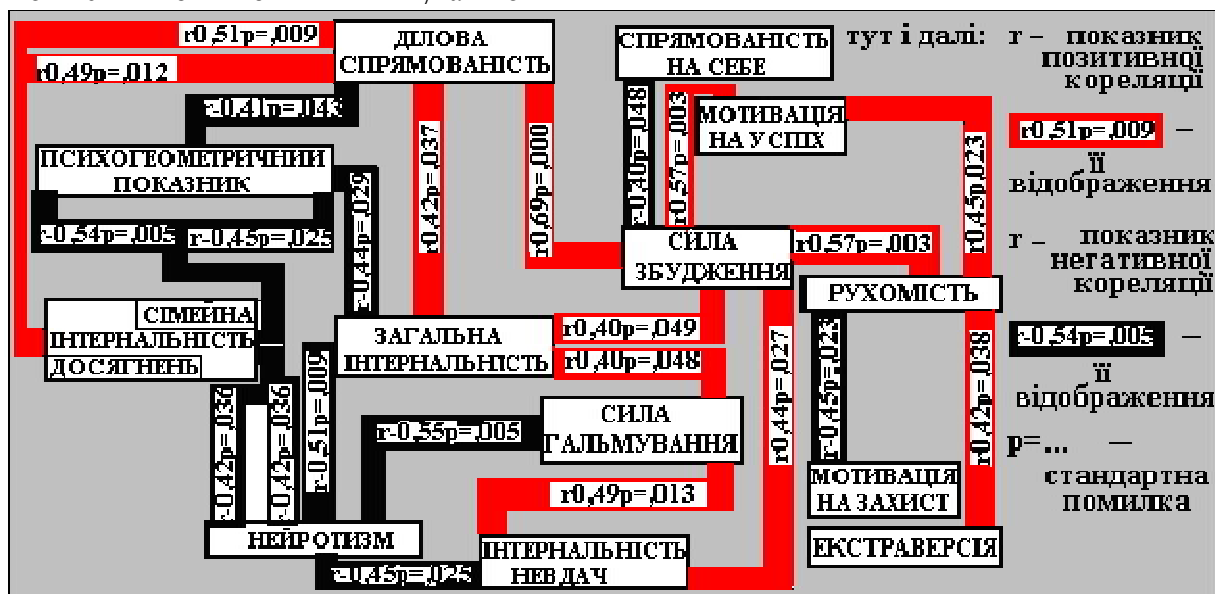 r0,51p=,009
r0,49p=,012
r-0,41p=,043
ДІЛОВА
СПРЯМОВАНІСТЬ
СПРЯМОВАНІСТЬ
НА СЕБЕ
тут і далі:
r – показник
позитивної
кореляції
r0,51p=,009 –
її
відображення
r – показник
негативної
кореляції
r-0,54p=,005 –
її
відображення
p=... –
стандартна
помилка
МОТИВАЦІЯ
НА УСПІХ
ПСИХОГЕОМЕТРИЧНИЙ
ПОКАЗНИК
r-0,44p=,029
r0,42p=,037
r0,69p=,000
r-0,40p=,048
r0,57p=,003
r0,45p,023
r-0,54p=,005
r-0,45p=,025
СИЛА
ЗБУДЖЕННЯ
r0,57p=,003
РУХОМІСТЬ
СІМЕЙНА
ІНТЕРНАЛЬНІСТЬ
ДОСЯГНЕНЬ
ЗАГАЛЬНА
ІНТЕРНАЛЬНІСТЬ
r0,40p=,049
r0,40p=,048
r0,44p=,027
r-0,45p=,023
r0,42p=,038
r-0,42p=,036
r-0,42p=,036
r-0,51p=,009
r-0,55p=,005
СИЛА
ГАЛЬМУВАННЯ
r0,49p=,013
МОТИВАЦІЯ
НА ЗАХИСТ
НЕЙРОТИЗМ
ІНТЕРНАЛЬНІСТЬ
НЕВДАЧ
ЕКСТРАВЕРСІЯ
r-0,45p=,025